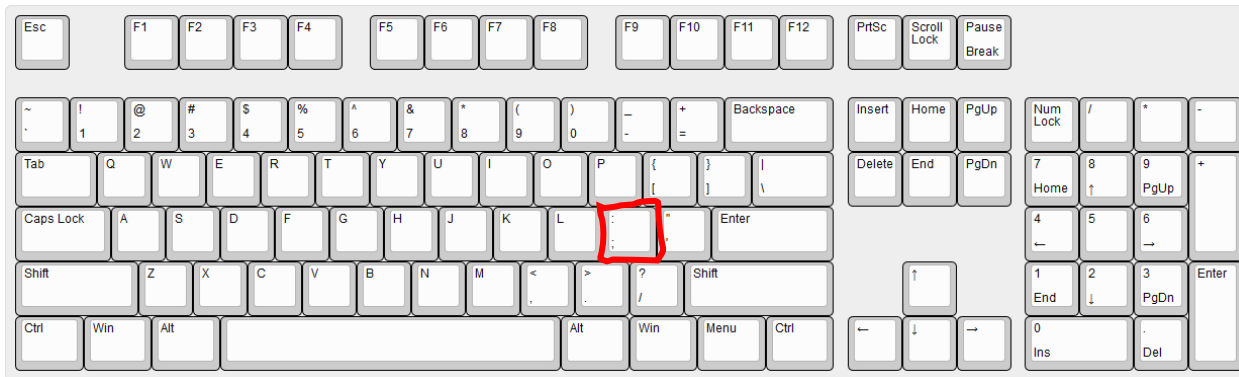 Esc F1 F2 F3 F4 F5 F6 F7 F8 F9 F10 F11 F12 PrtSc Scroll Lock Pause Break
~ ` ! 1 @ 2 # 3 $ 4 % 5 ^ 6 & 7 * 8 ( 9 ) 0 _ - + = Backspace Insert Home PgUp Num Lock / * -
Tab Q W E R T Y U I O P { [ } ] | \ Delete End PgDn 7 Home 8 ↑ 9 PgUp +
Caps Lock A S D F G H J K L : ; " ' Enter 4 ← 5 6 →
Shift Z X C V B N M < , > . ? / Shift ↑ 1 End 2 ↓ 3 PgDn Enter
Ctrl Win Alt Alt Win Menu Ctrl ← ↓ → 0 Ins . Del